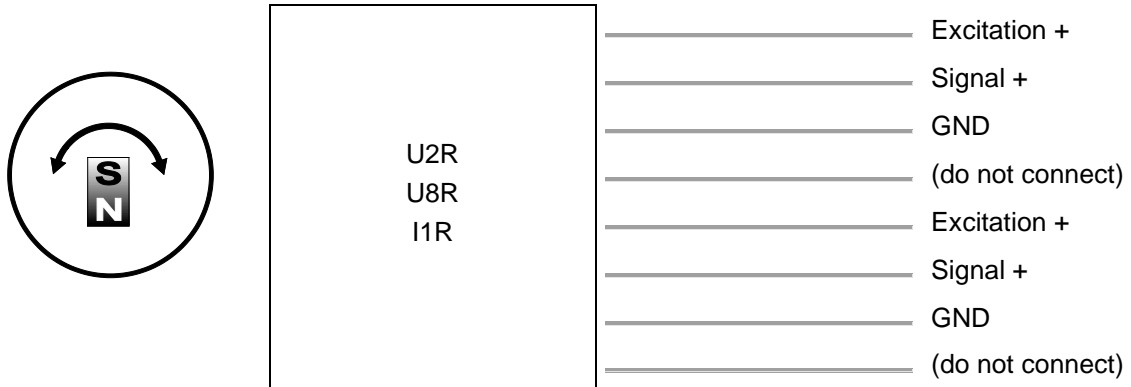 S
N
U2R
U8R
I1R
Excitation +
Signal +
GND
(do not connect)
Excitation +
Signal +
GND
(do not connect)